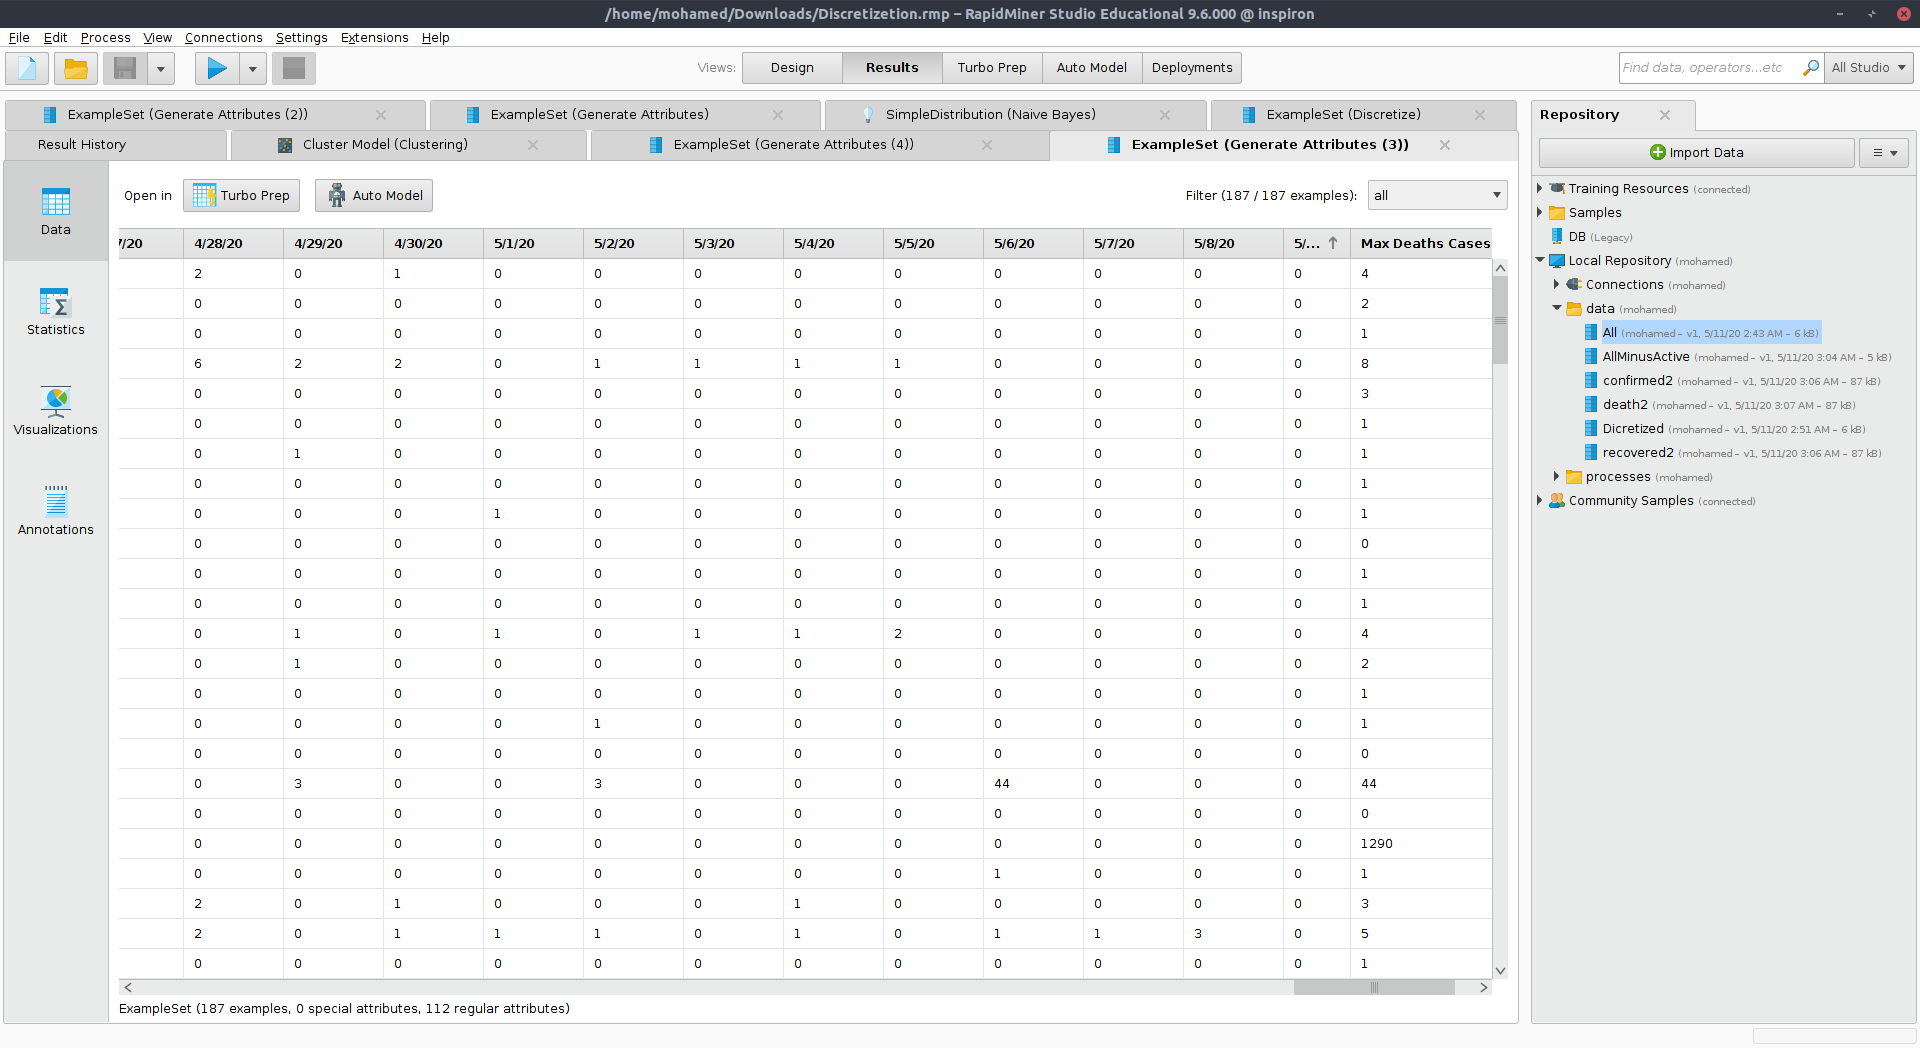 /home/mohamed/Downloads/Discretizetion.rmp – RapidMiner Studio Educational 9.6.000 @ inspiron
File Edit Process View Connections Settings Extensions Help
Views: Design Results Turbo Prep Auto Model Deployments
Find data, operators...etc All Studio
ExampleSet (Generate Attributes (2)) ExampleSet (Generate Attributes) SimpleDistribution (Naive Bayes) ExampleSet (Discretize)
Result History Cluster Model (Clustering) ExampleSet (Generate Attributes (4)) ExampleSet (Generate Attributes (3))
Data
Statistics
Visualizations
Annotations
Open in Turbo Prep Auto Model Filter (187 / 187 examples): all
7/20 4/28/20 4/29/20 4/30/20 5/1/20 5/2/20 5/3/20 5/4/20 5/5/20 5/6/20 5/7/20 5/8/20 5/... Max Deaths Cases
2 0 1 0 0 0 0 0 0 0 0 0 4
0 0 0 0 0 0 0 0 0 0 0 0 2
0 0 0 0 0 0 0 0 0 0 0 0 1
6 2 2 0 1 1 1 1 0 0 0 0 8
0 0 0 0 0 0 0 0 0 0 0 0 3
0 0 0 0 0 0 0 0 0 0 0 0 1
0 1 0 0 0 0 0 0 0 0 0 0 1
0 0 0 0 0 0 0 0 0 0 0 0 1
0 0 0 1 0 0 0 0 0 0 0 0 1
0 0 0 0 0 0 0 0 0 0 0 0 0
0 0 0 0 0 0 0 0 0 0 0 0 1
0 0 0 0 0 0 0 0 0 0 0 0 1
0 1 0 1 0 1 1 2 0 0 0 0 4
0 1 0 0 0 0 0 0 0 0 0 0 2
0 0 0 0 0 0 0 0 0 0 0 0 1
0 0 0 0 1 0 0 0 0 0 0 0 1
0 0 0 0 0 0 0 0 0 0 0 0 0
0 3 0 0 3 0 0 0 44 0 0 0 44
0 0 0 0 0 0 0 0 0 0 0 0 0
0 0 0 0 0 0 0 0 0 0 0 0 1290
0 0 0 0 0 0 0 0 1 0 0 0 1
2 0 1 0 0 0 1 0 0 0 0 0 3
2 0 1 1 1 0 1 0 1 1 3 0 5
0 0 0 0 0 0 0 0 0 0 0 0 1
ExampleSet (187 examples, 0 special attributes, 112 regular attributes)
Repository
Import Data
Training Resources (connected)
Samples
DB (Legacy)
Local Repository (mohamed)
Connections (mohamed)
data (mohamed)
All (mohamed – v1, 5/11/20 2:43 AM – 6 kB)
AllMinusActive (mohamed – v1, 5/11/20 3:04 AM – 5 kB)
confirmed2 (mohamed – v1, 5/11/20 3:06 AM – 87 kB)
death2 (mohamed – v1, 5/11/20 3:07 AM – 87 kB)
Dicretized (mohamed – v1, 5/11/20 2:51 AM – 6 kB)
recovered2 (mohamed – v1, 5/11/20 3:06 AM – 87 kB)
processes (mohamed)
Community Samples (connected)